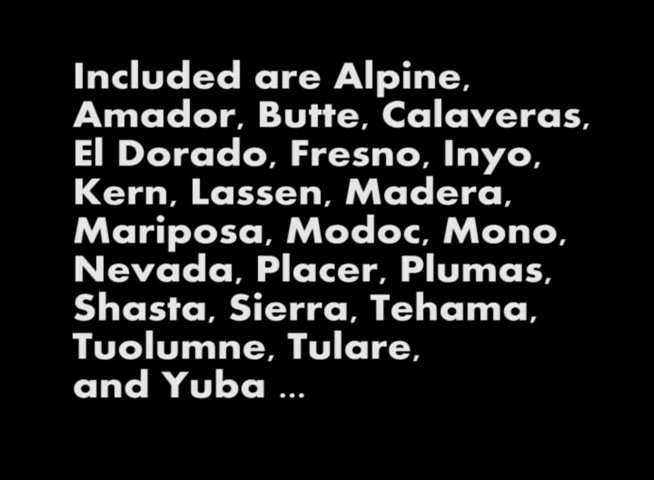 Included are Alpine,
Amador, Butte, Calaveras,
El Dorado, Fresno, Inyo,
Kern, Lassen, Madera,
Mariposa, Modoc, Mono,
Nevada, Placer, Plumas,
Shasta, Sierra, Tehama,
Tuolumne, Tulare,
and Yuba ...